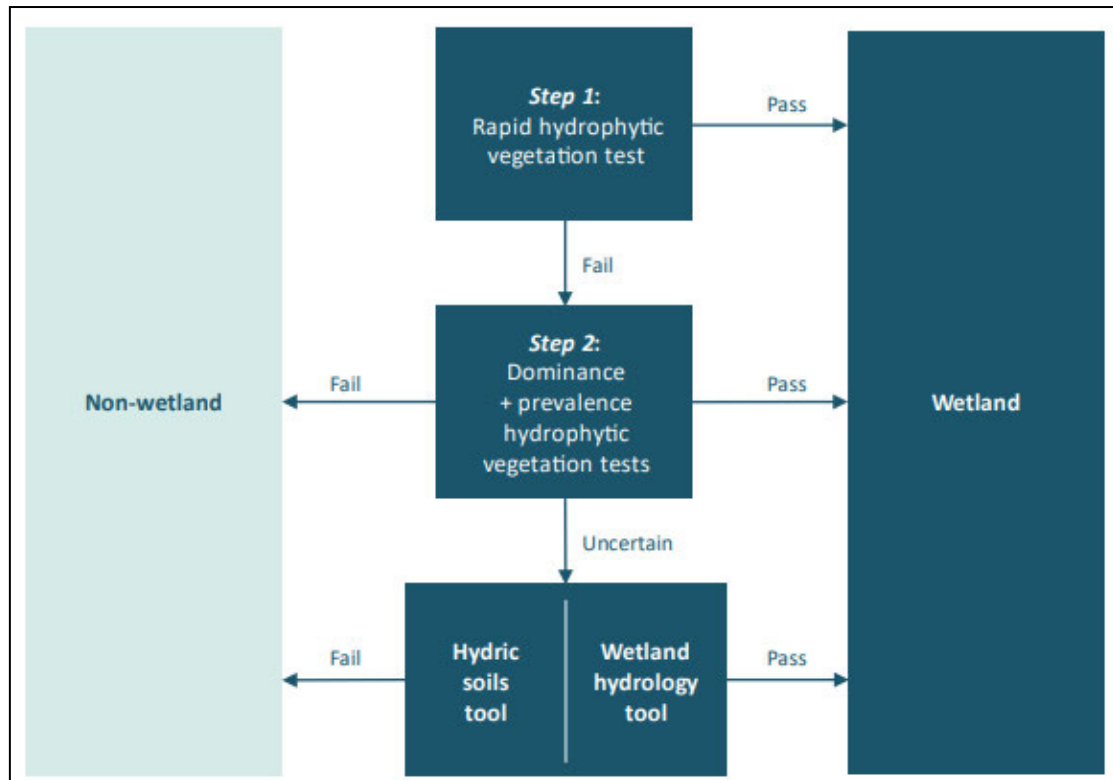 Step 1:
Rapid hydrophytic
vegetation test
Pass
Fail
Step 2:
Dominance
+ prevalence
hydrophytic
vegetation tests
Fail
Pass
Non-wetland
Wetland
Uncertain
Hydric
soils
tool
Wetland
hydrology
tool
Fail
Pass